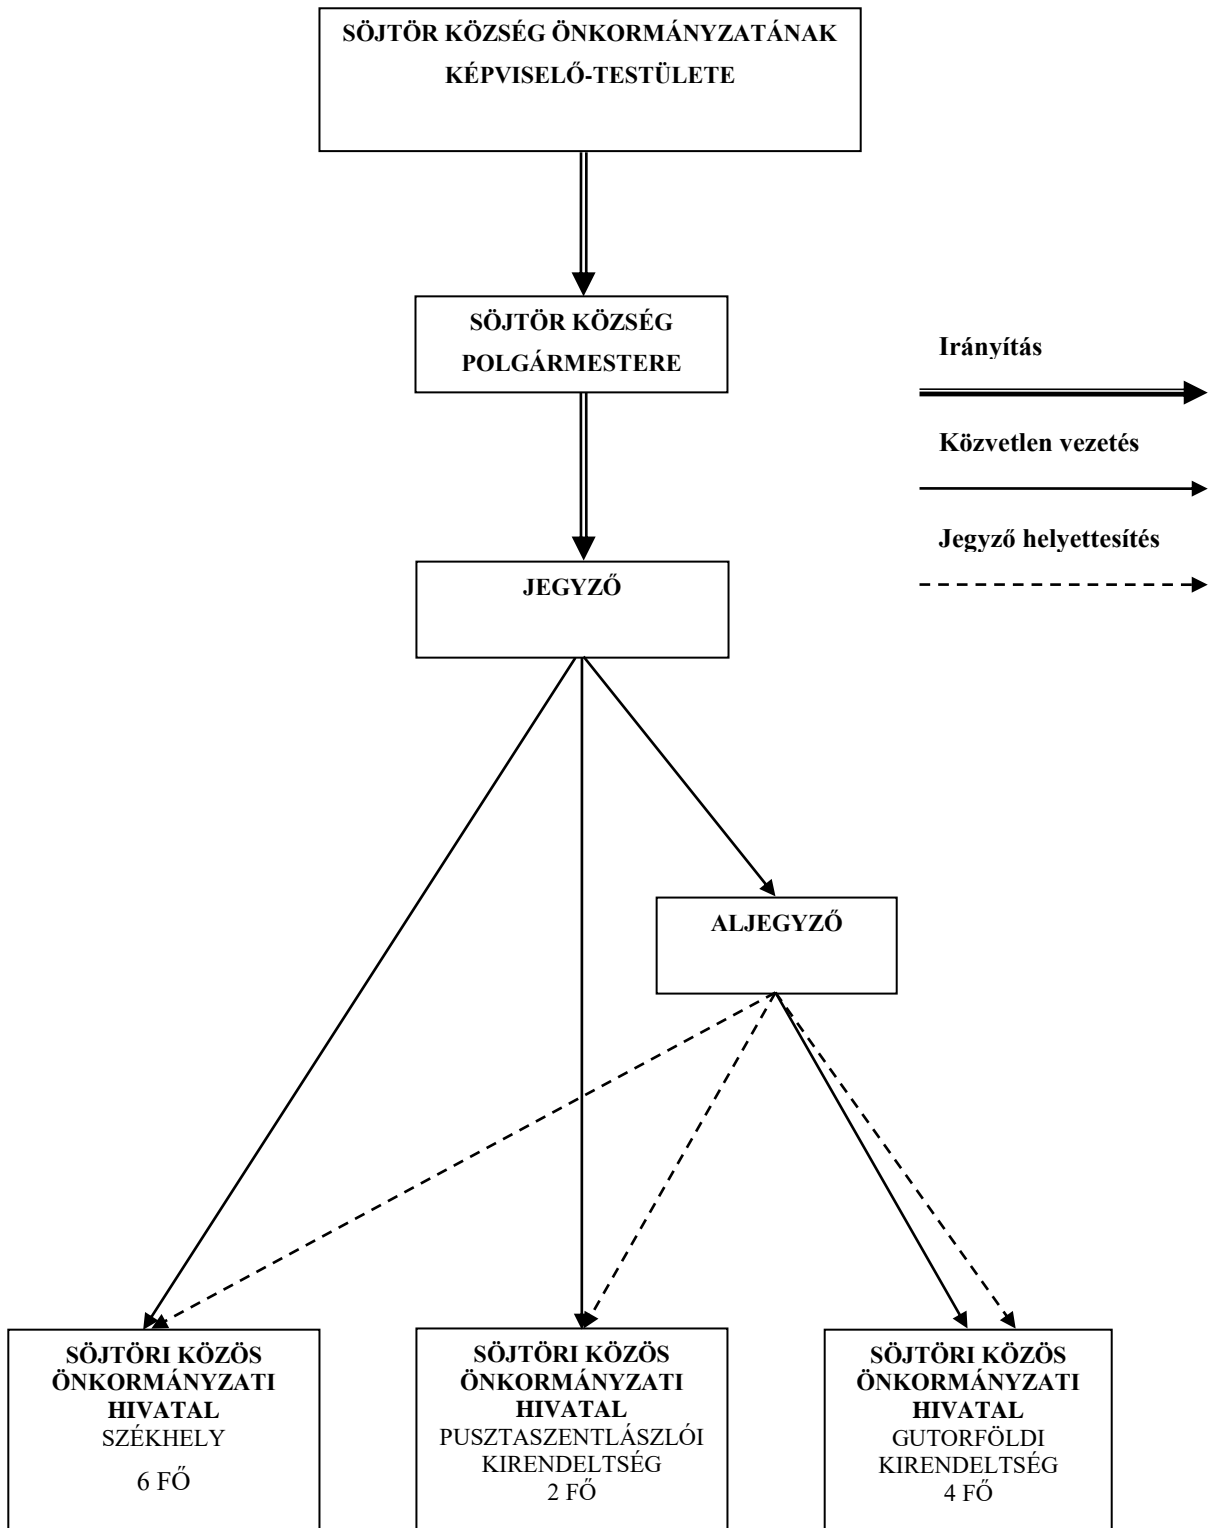 SÖJTÖR KÖZSÉG ÖNKORMÁNYZATÁNAK
KÉPVISELŐ-TESTÜLETE
SÖJTÖR KÖZSÉG
POLGÁRMESTERE
Irányítás
Közvetlen vezetés
Jegyző helyettesítés
JEGYZŐ
ALJEGYZŐ
SÖJTÖRI KÖZÖS
ÖNKORMÁNYZATI
HIVATAL
SZÉKHELY
6 FŐ
SÖJTÖRI KÖZÖS
ÖNKORMÁNYZATI
HIVATAL
PUSZTASZENTLÁSZLÓI
KIRENDELTSÉG
2 FŐ
SÖJTÖRI KÖZÖS
ÖNKORMÁNYZATI
HIVATAL
GUTORFÖLDI
KIRENDELTSÉG
4 FŐ